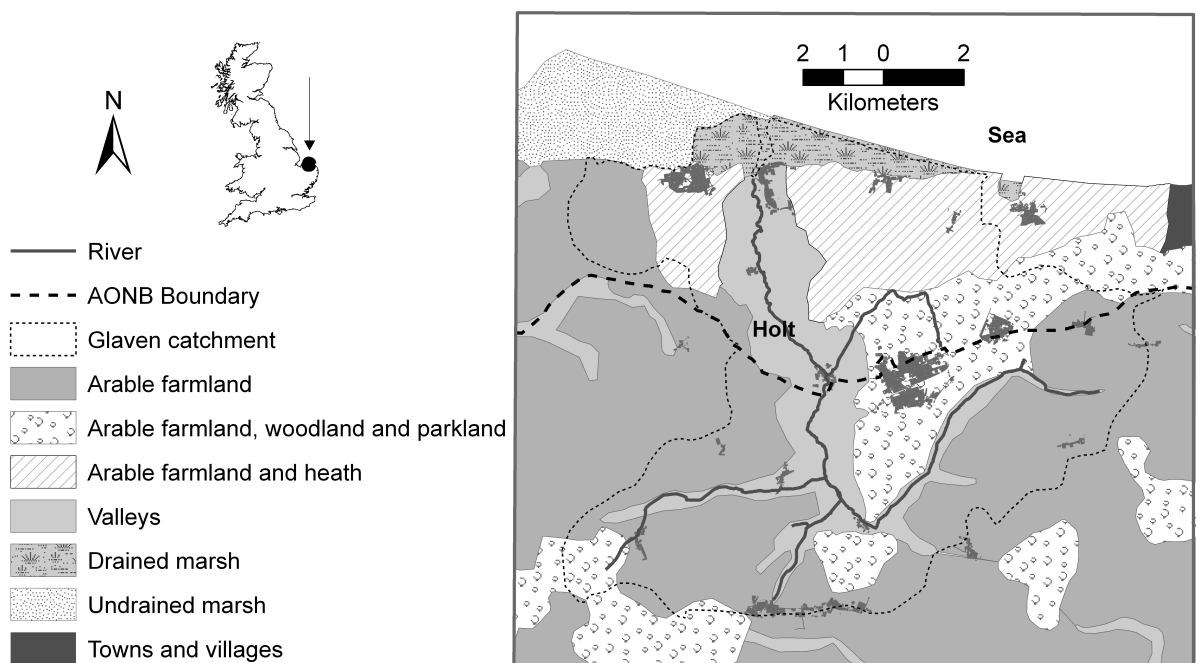 N
River
AONB Boundary
Glaven catchment
Arable farmland
Arable farmland, woodland and parkland
Arable farmland and heath
Valleys
Drained marsh
Undrained marsh
Towns and villages
2 1 0 2
Kilometers
Sea
Holt